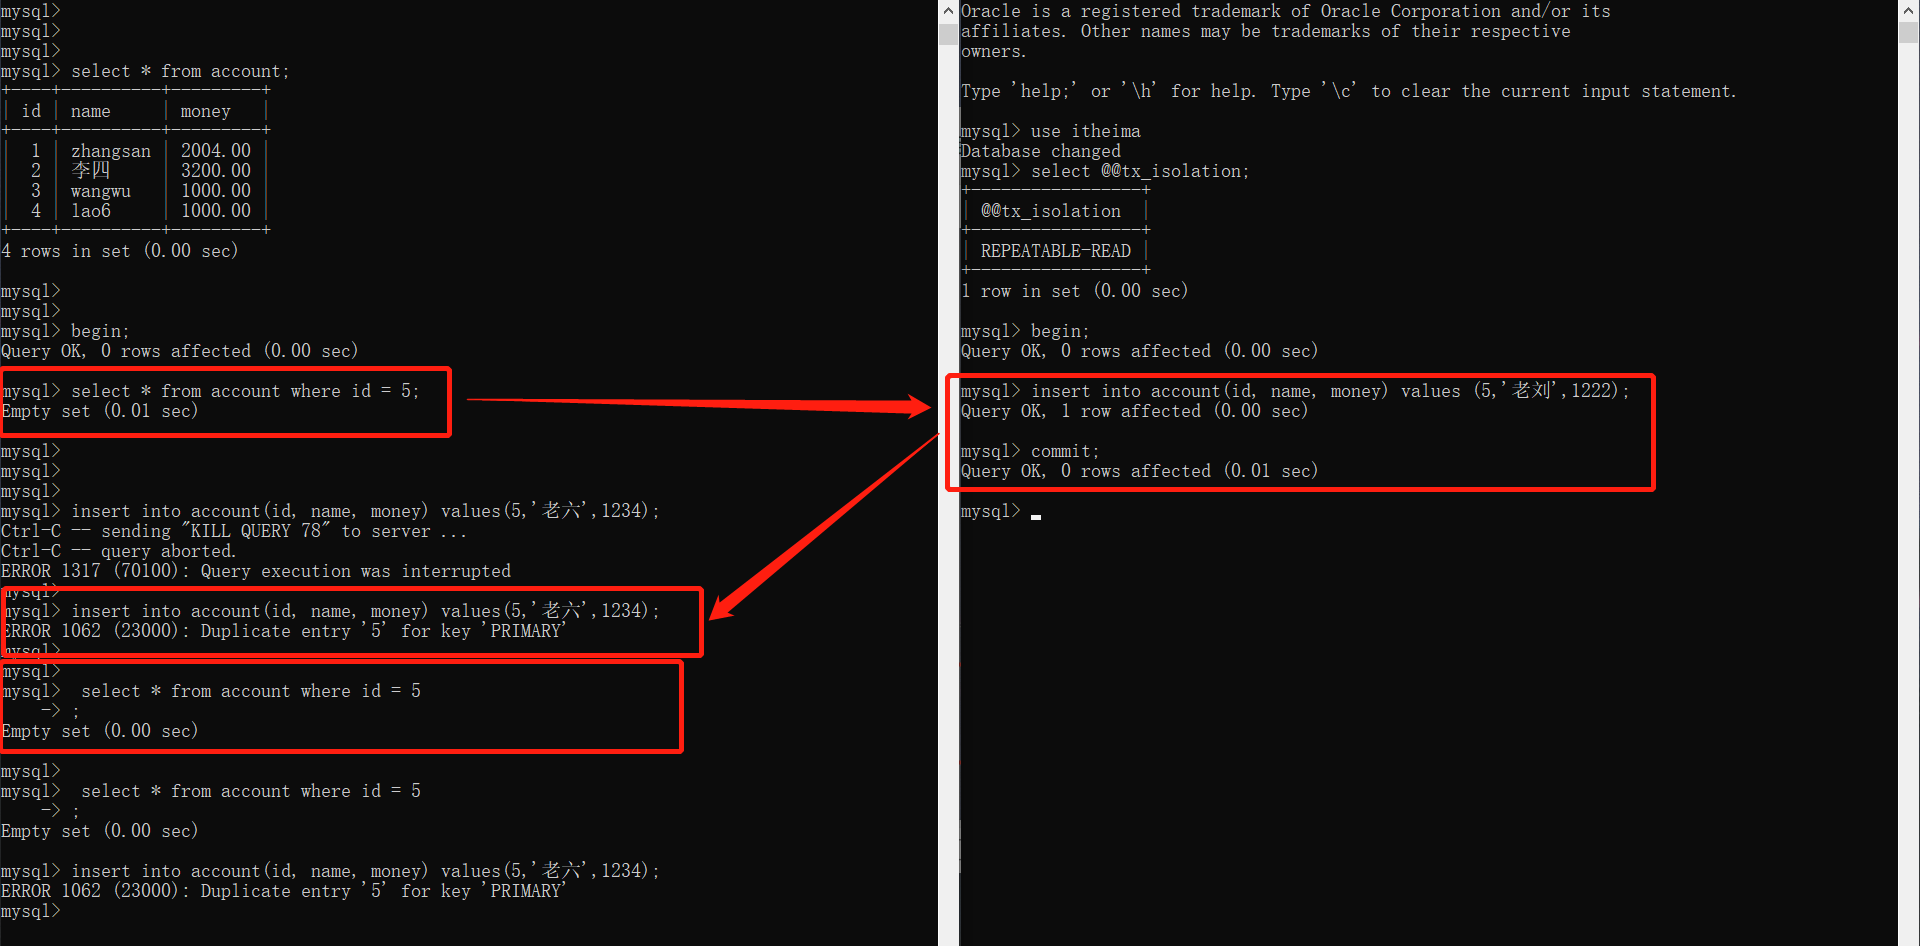 mysql>
mysql>
mysql>
mysql> select * from account;
+----+----------+---------+
| id | name     | money   |
+----+----------+---------+
|  1 | zhangsan | 2004.00 |
|  2 | 李四     | 3200.00 |
|  3 | wangwu   | 1000.00 |
|  4 | lao6     | 1000.00 |
+----+----------+---------+
4 rows in set (0.00 sec)
mysql>
mysql>
mysql> begin;
Query OK, 0 rows affected (0.00 sec)
mysql> select * from account where id = 5;
Empty set (0.01 sec)
mysql>
mysql>
mysql>
mysql> insert into account(id, name, money) values(5,'老六',1234);
Ctrl-C -- sending "KILL QUERY 78" to server ...
Ctrl-C -- query aborted.
ERROR 1317 (70100): Query execution was interrupted
mysql>
mysql> insert into account(id, name, money) values(5,'老六',1234);
ERROR 1062 (23000): Duplicate entry '5' for key 'PRIMARY'
mysql>
mysql>
mysql>  select * from account where id = 5
    -> ;
Empty set (0.00 sec)
mysql>
mysql>  select * from account where id = 5
    -> ;
Empty set (0.00 sec)
mysql> insert into account(id, name, money) values(5,'老六',1234);
ERROR 1062 (23000): Duplicate entry '5' for key 'PRIMARY'
mysql>
Oracle is a registered trademark of Oracle Corporation and/or its
affiliates. Other names may be trademarks of their respective
owners.
Type 'help;' or '\h' for help. Type '\c' to clear the current input statement.
mysql> use itheima
Database changed
mysql> select @@tx_isolation;
+-----------------+
| @@tx_isolation  |
+-----------------+
| REPEATABLE-READ |
+-----------------+
1 row in set (0.00 sec)
mysql> begin;
Query OK, 0 rows affected (0.00 sec)
mysql> insert into account(id, name, money) values (5,'老刘',1222);
Query OK, 1 row affected (0.00 sec)
mysql> commit;
Query OK, 0 rows affected (0.01 sec)
mysql>